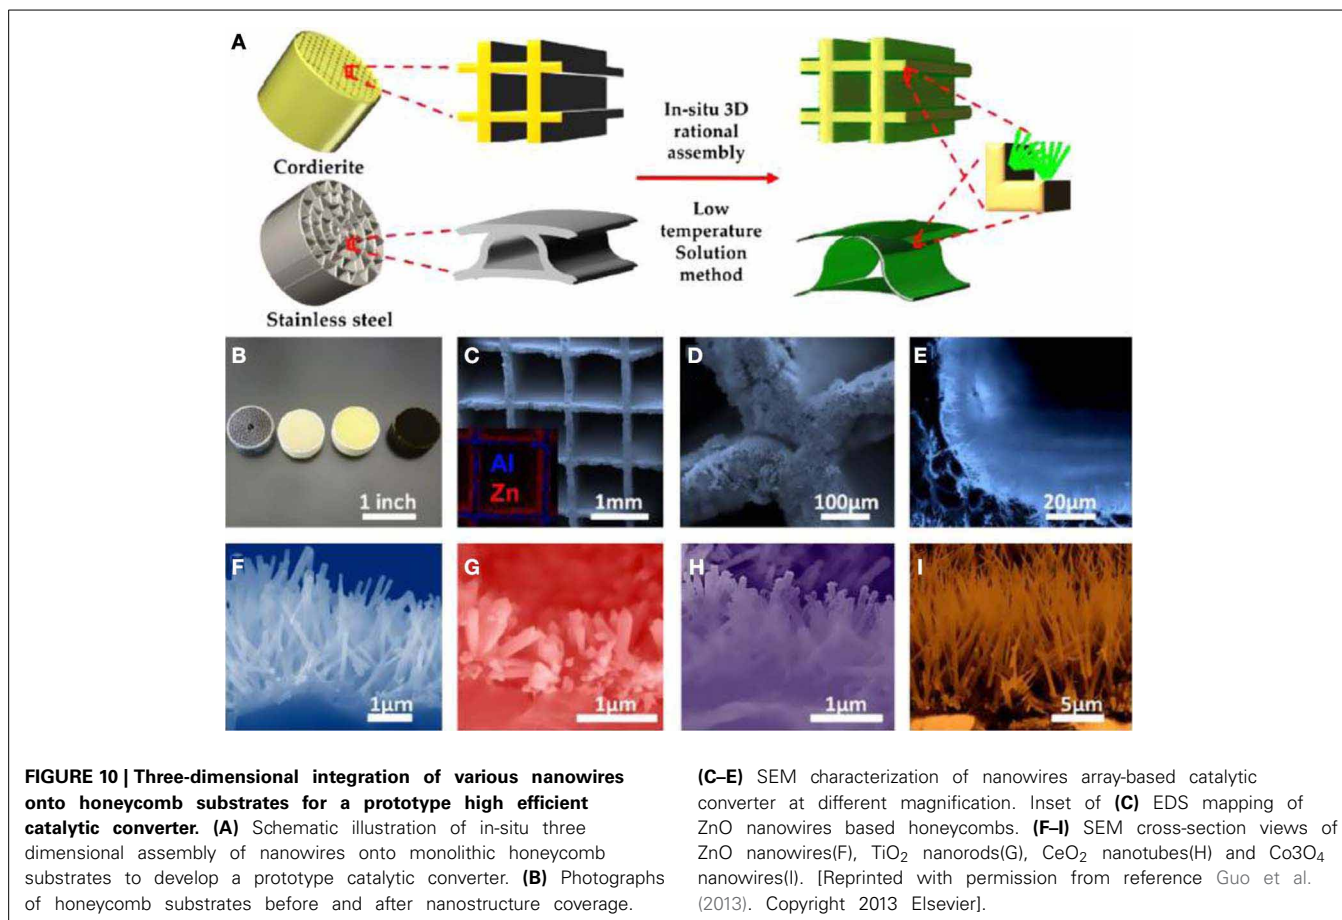 A
Cordierite
Stainless steel
In-situ 3D
rational
assembly
Low
temperature
Solution
method
B
1 inch
C
Al
Zn
1mm
D
100µm
E
20µm
F
1µm
G
1µm
H
1µm
I
5µm
FIGURE 10 | Three-dimensional integration of various nanowires
onto honeycomb substrates for a prototype high efficient
catalytic converter. (A) Schematic illustration of in-situ three
dimensional assembly of nanowires onto monolithic honeycomb
substrates to develop a prototype catalytic converter. (B) Photographs
of honeycomb substrates before and after nanostructure coverage.
(C–E) SEM characterization of nanowires array-based catalytic
converter at different magnification. Inset of (C) EDS mapping of
ZnO nanowires based honeycombs. (F–I) SEM cross-section views of
ZnO nanowires(F), TiO₂ nanorods(G), CeO₂ nanotubes(H) and Co3O₄
nanowires(I). [Reprinted with permission from reference Guo et al.
(2013). Copyright 2013 Elsevier].